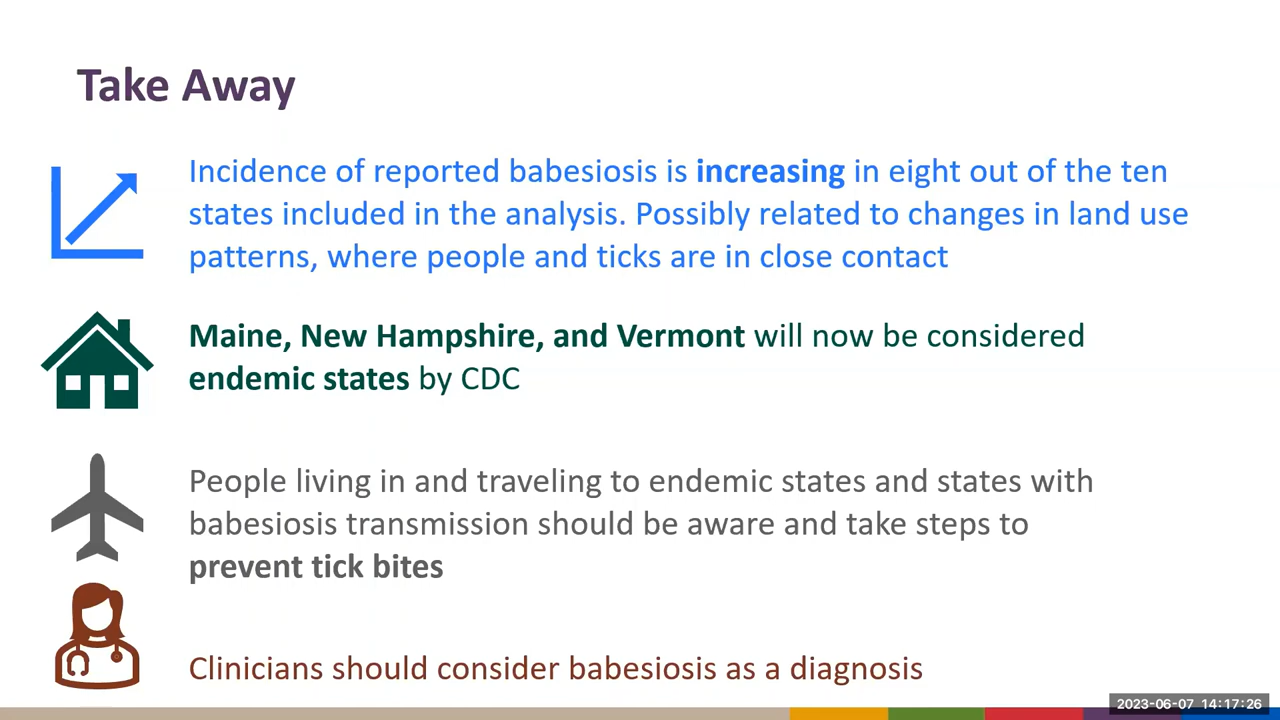 Take Away
Incidence of reported babesiosis is increasing in eight out of the ten
states included in the analysis. Possibly related to changes in land use
patterns, where people and ticks are in close contact
Maine, New Hampshire, and Vermont will now be considered
endemic states by CDC
People living in and traveling to endemic states and states with
babesiosis transmission should be aware and take steps to
prevent tick bites
Clinicians should consider babesiosis as a diagnosis
2023-06-07 14:17:26